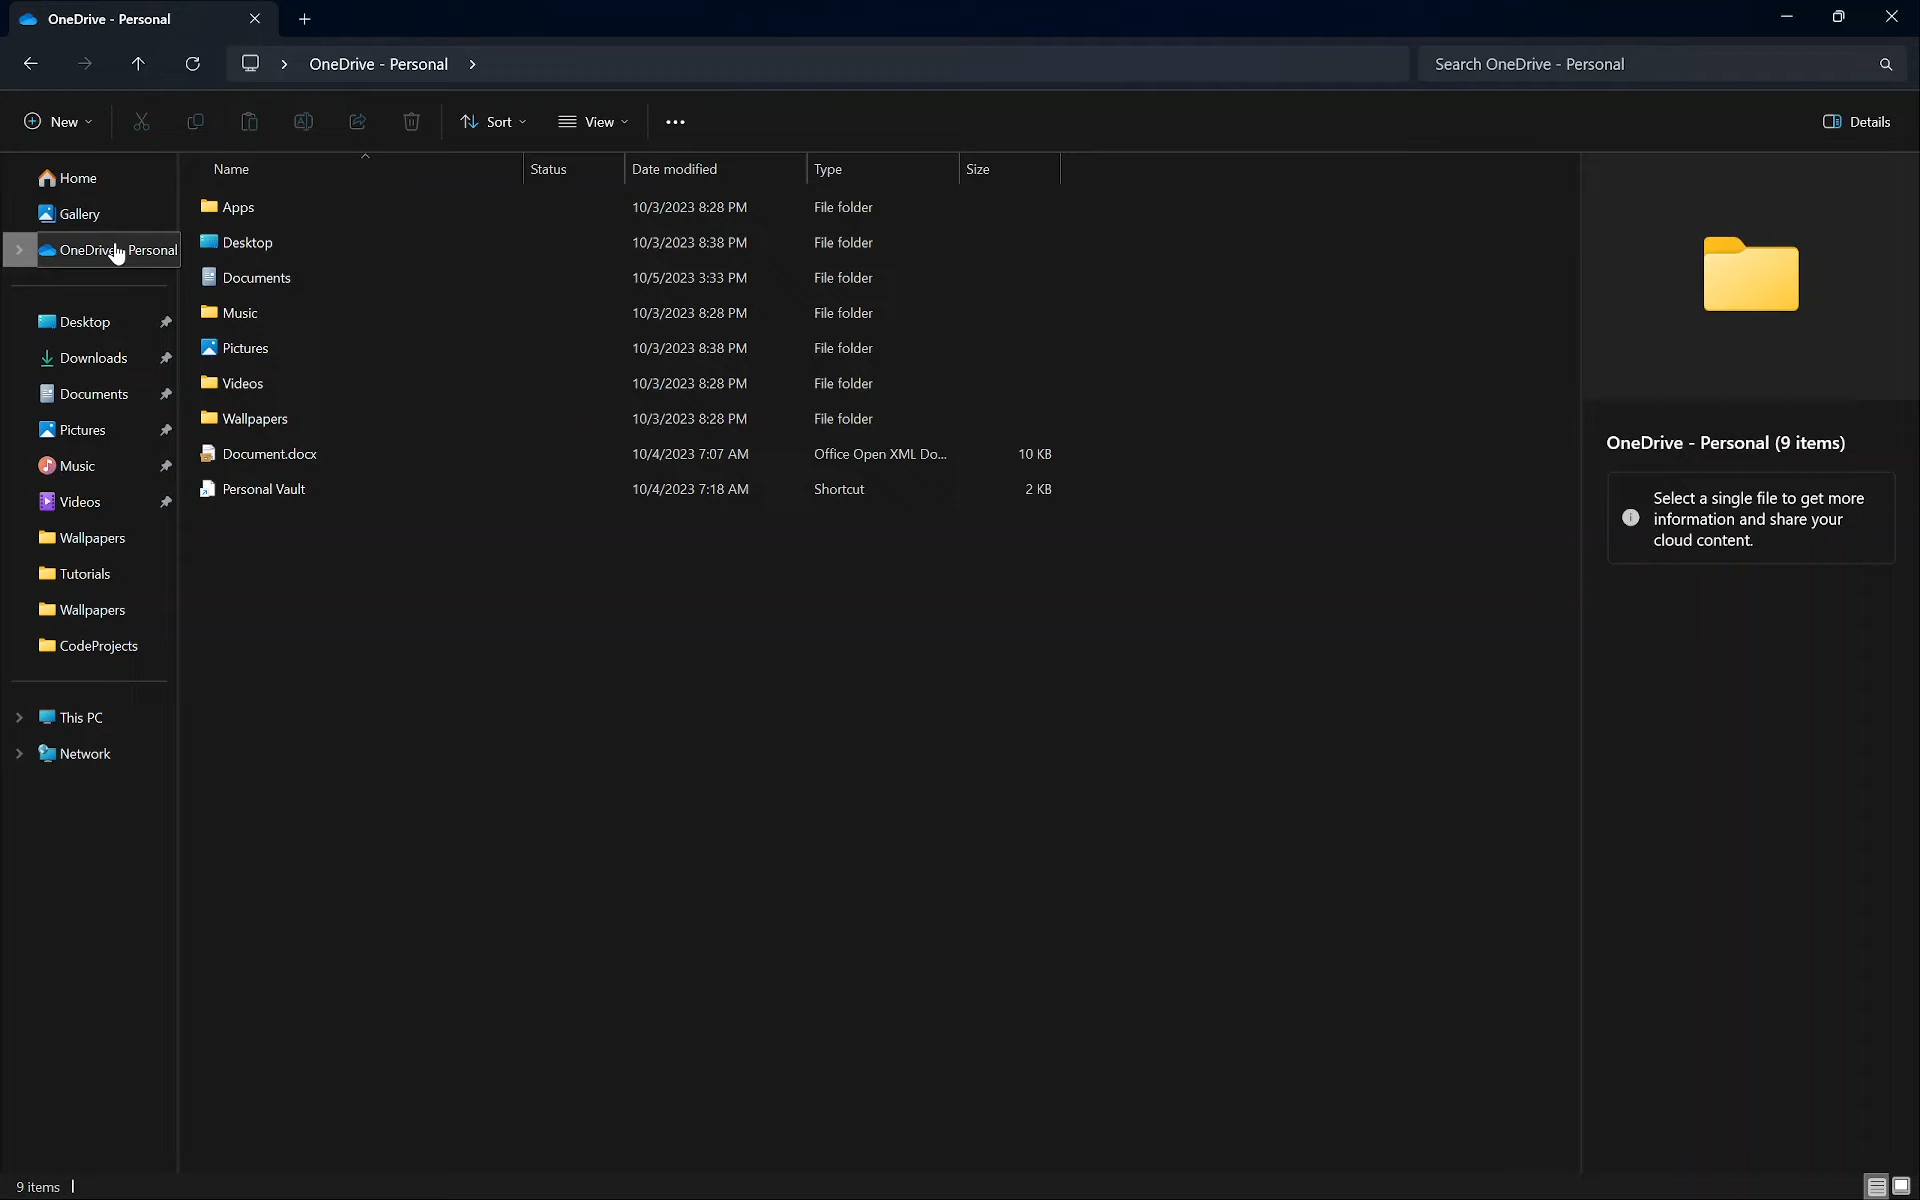 OneDrive - Personal
OneDrive - Personal
Search OneDrive - Personal
New
Sort
View
Details
Home
Gallery
OneDrive Personal
Desktop
Downloads
Documents
Pictures
Music
Videos
Wallpapers
Tutorials
Wallpapers
CodeProjects
This PC
Network
Name Status Date modified Type Size
Apps 10/3/2023 8:28 PM File folder
Desktop 10/3/2023 8:38 PM File folder
Documents 10/5/2023 3:33 PM File folder
Music 10/3/2023 8:28 PM File folder
Pictures 10/3/2023 8:38 PM File folder
Videos 10/3/2023 8:28 PM File folder
Wallpapers 10/3/2023 8:28 PM File folder
Document.docx 10/4/2023 7:07 AM Office Open XML Do... 10 KB
Personal Vault 10/4/2023 7:18 AM Shortcut 2 KB
OneDrive - Personal (9 items)
Select a single file to get more
information and share your
cloud content.
9 items